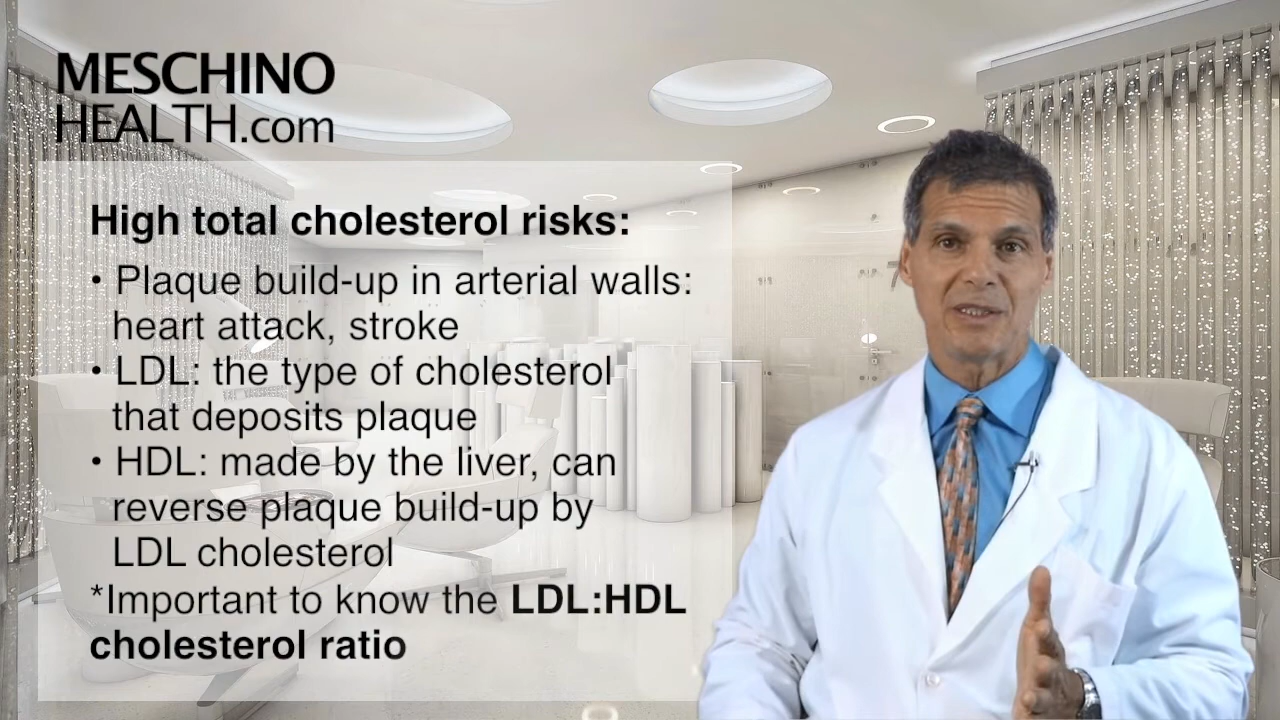 MESCHINO
HEALTH.com
High total cholesterol risks:
• Plaque build-up in arterial walls:
heart attack, stroke
• LDL: the type of cholesterol
that deposits plaque
• HDL: made by the liver, can
reverse plaque build-up by
LDL cholesterol
*Important to know the LDL:HDL
cholesterol ratio